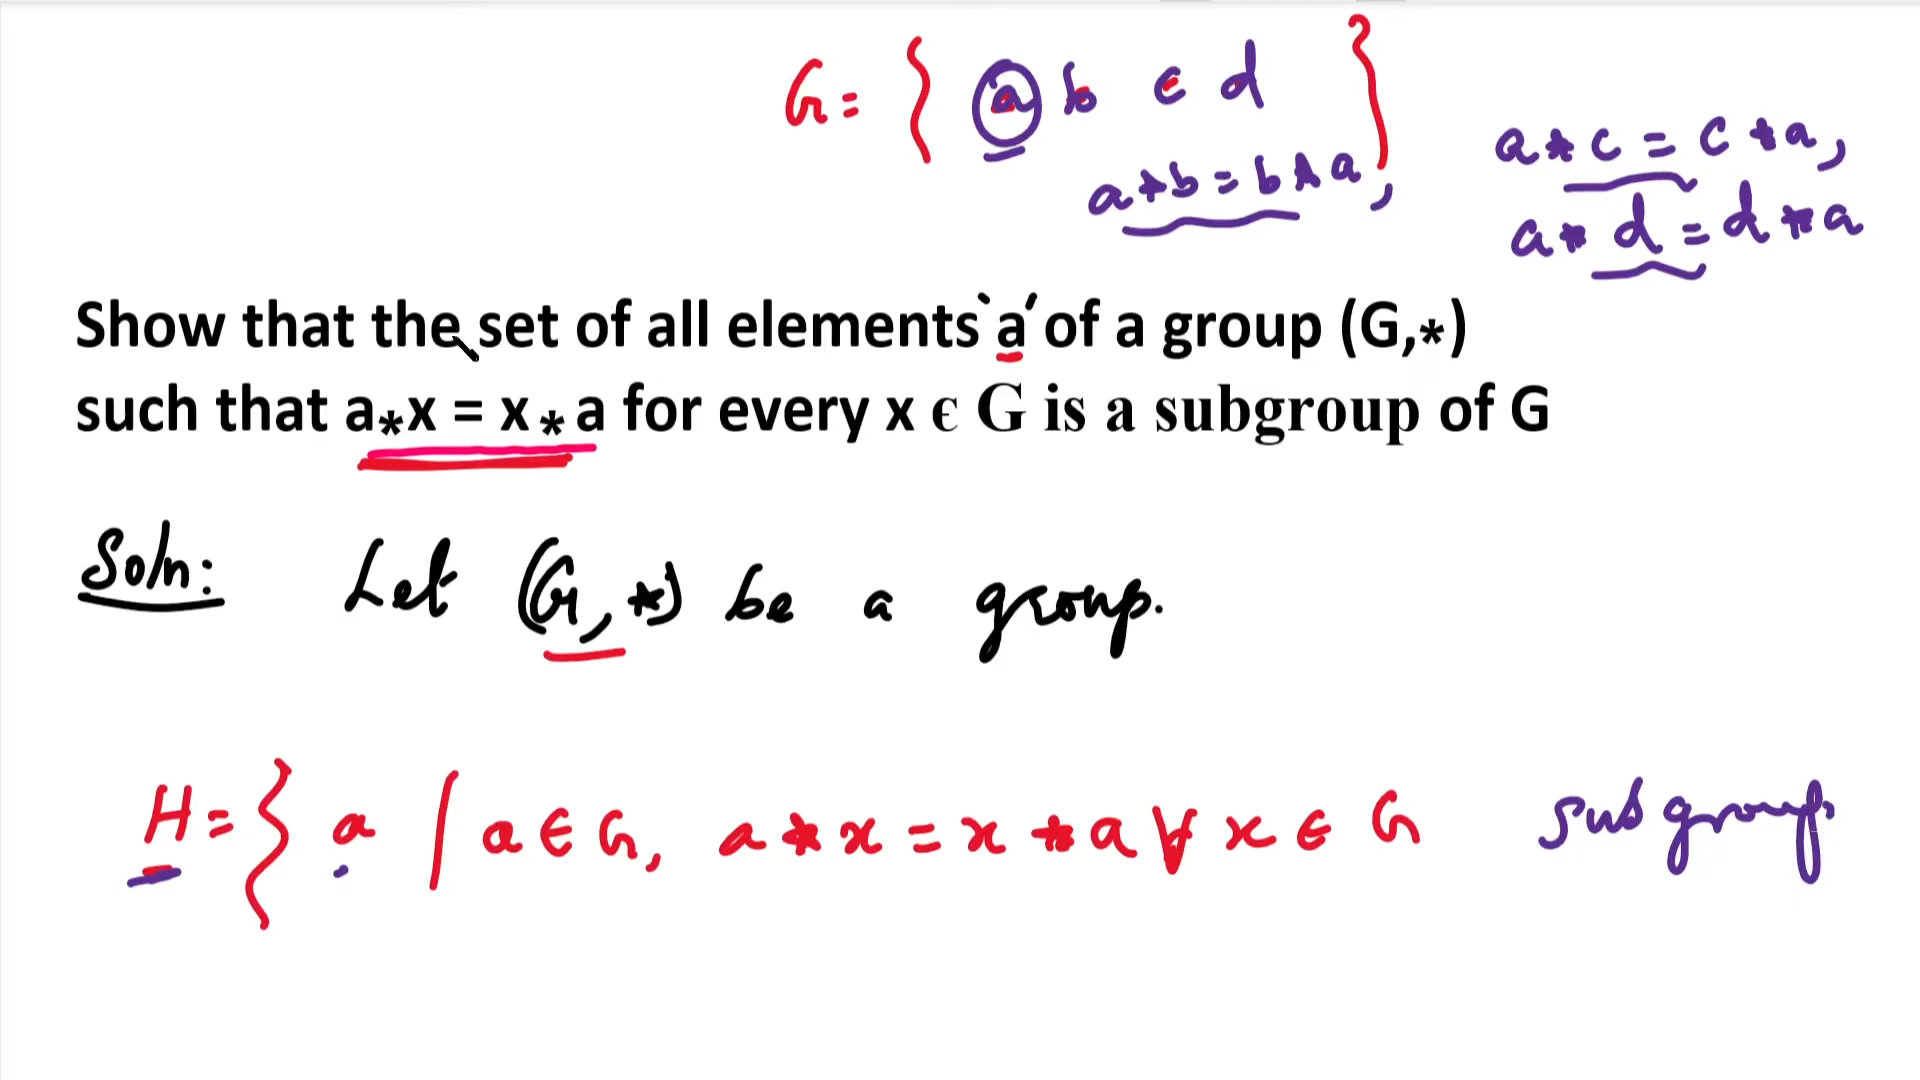 G = { a b c d }
a * b = b * a,
a * c = c * a,
a * d = d * a
Show that the set of all elements `a' of a group (G,*)
such that a*x = x*a for every x є G is a subgroup of G
Soln: Let (G, *) be a group.
H = { a / a ∈ G, a * x = x * a ∀ x ∈ G subgroup